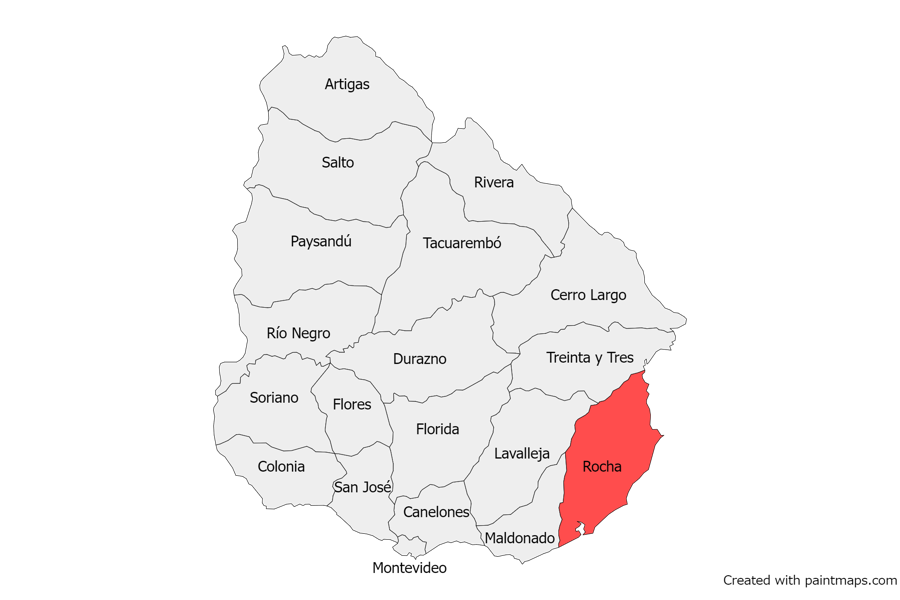 Artigas
Salto
Rivera
Paysandú
Tacuarembó
Cerro Largo
Río Negro
Durazno
Treinta y Tres
Soriano
Flores
Florida
Lavalleja
Colonia
Rocha
San José
Canelones
Maldonado
Montevideo
Created with paintmaps.com